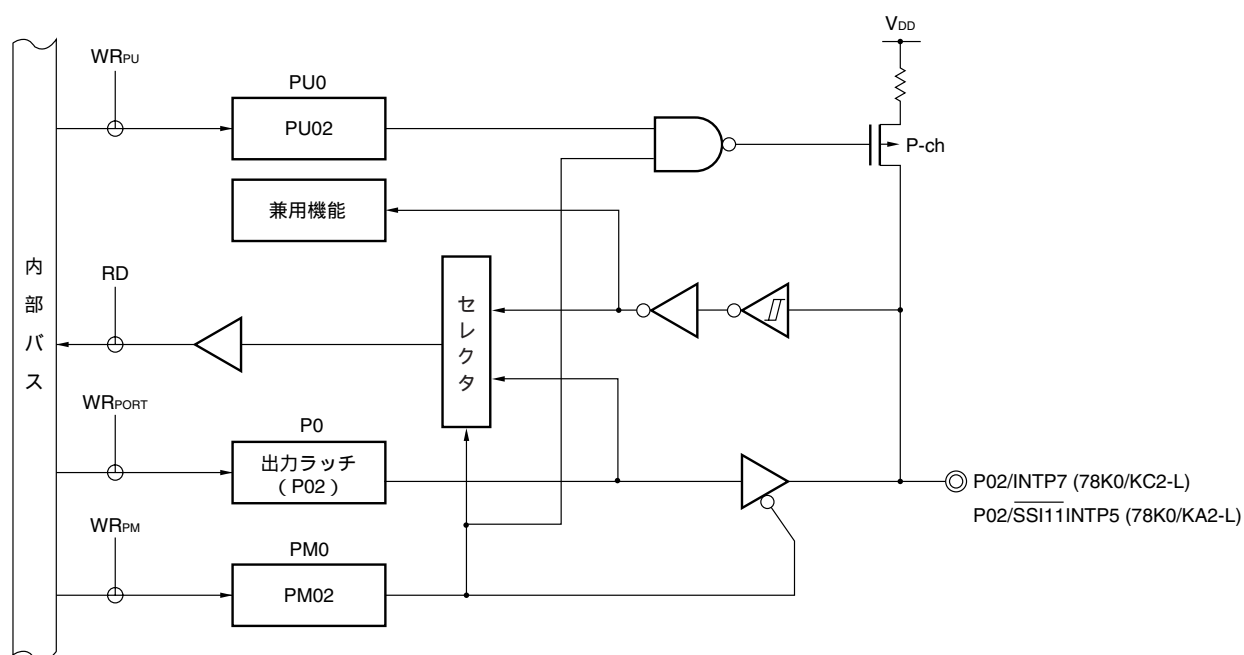 VDD
WRPU
PU0
PU02
P-ch
兼用機能
内部バス
RD
セレクタ
WRPORT
P0
出力ラッチ
(P02)
P02/INTP7 (78K0/KC2-L)
P02/SSI11INTP5 (78K0/KA2-L)
WRPM
PM0
PM02